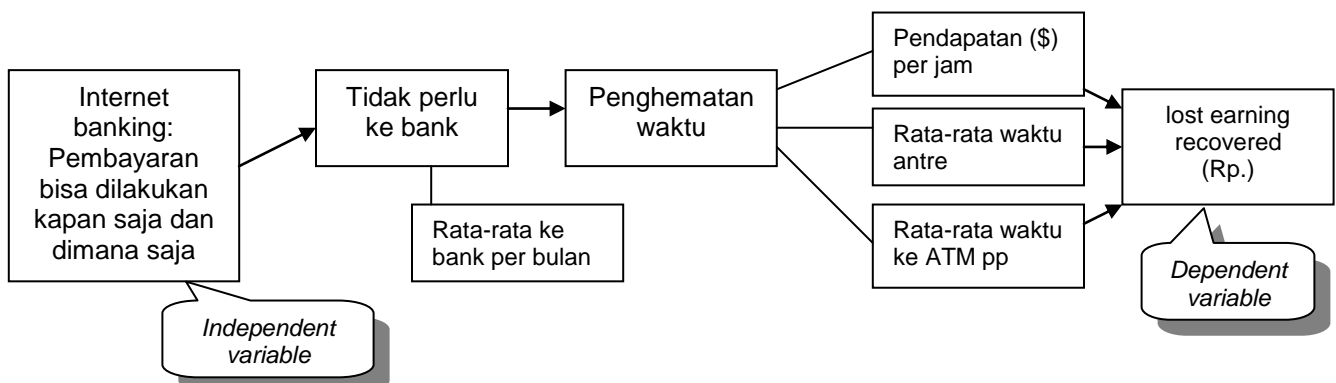 Internet
banking:
Pembayaran
bisa dilakukan
kapan saja dan
dimana saja
Independent
variable
Tidak perlu
ke bank
Rata-rata ke
bank per bulan
Penghematan
waktu
Pendapatan ($)
per jam
Rata-rata waktu
antre
Rata-rata waktu
ke ATM pp
lost earning
recovered
(Rp.)
Dependent
variable